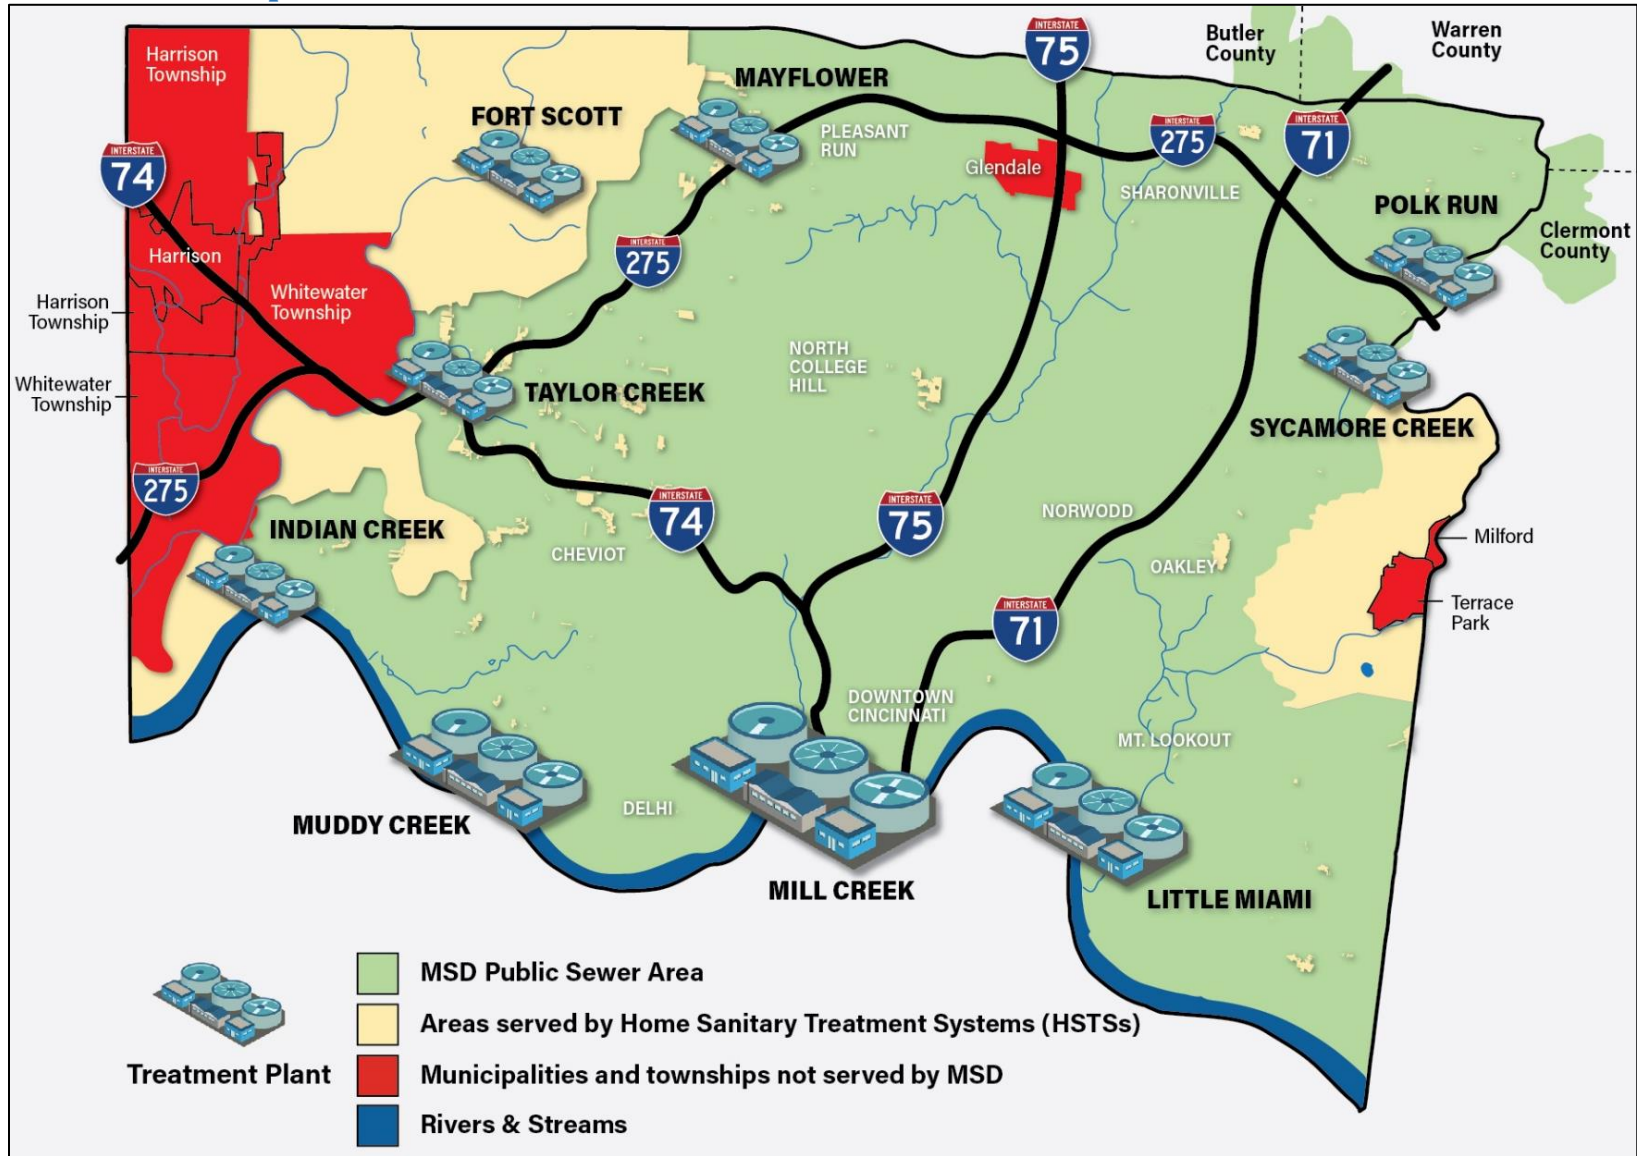 Harrison
Township
INTERSTATE
75
Butler
County
Warren
County
MAYFLOWER
FORT SCOTT
PLEASANT
RUN
INTERSTATE
275
INTERSTATE
71
INTERSTATE
74
Glendale
SHARONVILLE
POLK RUN
Clermont
County
Harrison
INTERSTATE
275
Whitewater
Township
Harrison
Township
NORTH
COLLEGE
HILL
Whitewater
Township
TAYLOR CREEK
SYCAMORE CREEK
INTERSTATE
275
INTERSTATE
74
INTERSTATE
75
INDIAN CREEK
NORWODD
Milford
CHEVIOT
OAKLEY
INTERSTATE
71
Terrace
Park
DOWNTOWN
CINCINNATI
MT. LOOKOUT
MUDDY CREEK
DELHI
MILL CREEK
LITTLE MIAMI
MSD Public Sewer Area
Areas served by Home Sanitary Treatment Systems (HSTSs)
Treatment Plant
Municipalities and townships not served by MSD
Rivers & Streams